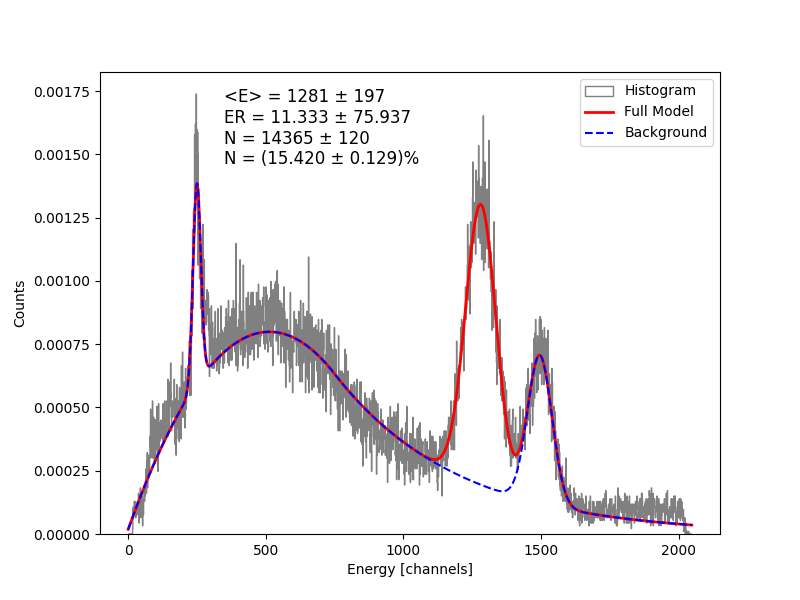 <E> = 1281 ± 197
ER = 11.333 ± 75.937
N = 14365 ± 120
N = (15.420 ± 0.129)%
Histogram
Full Model
Background
Counts
0.00175
0.00150
0.00125
0.00100
0.00075
0.00050
0.00025
0.00000
0 500 1000 1500 2000
Energy [channels]